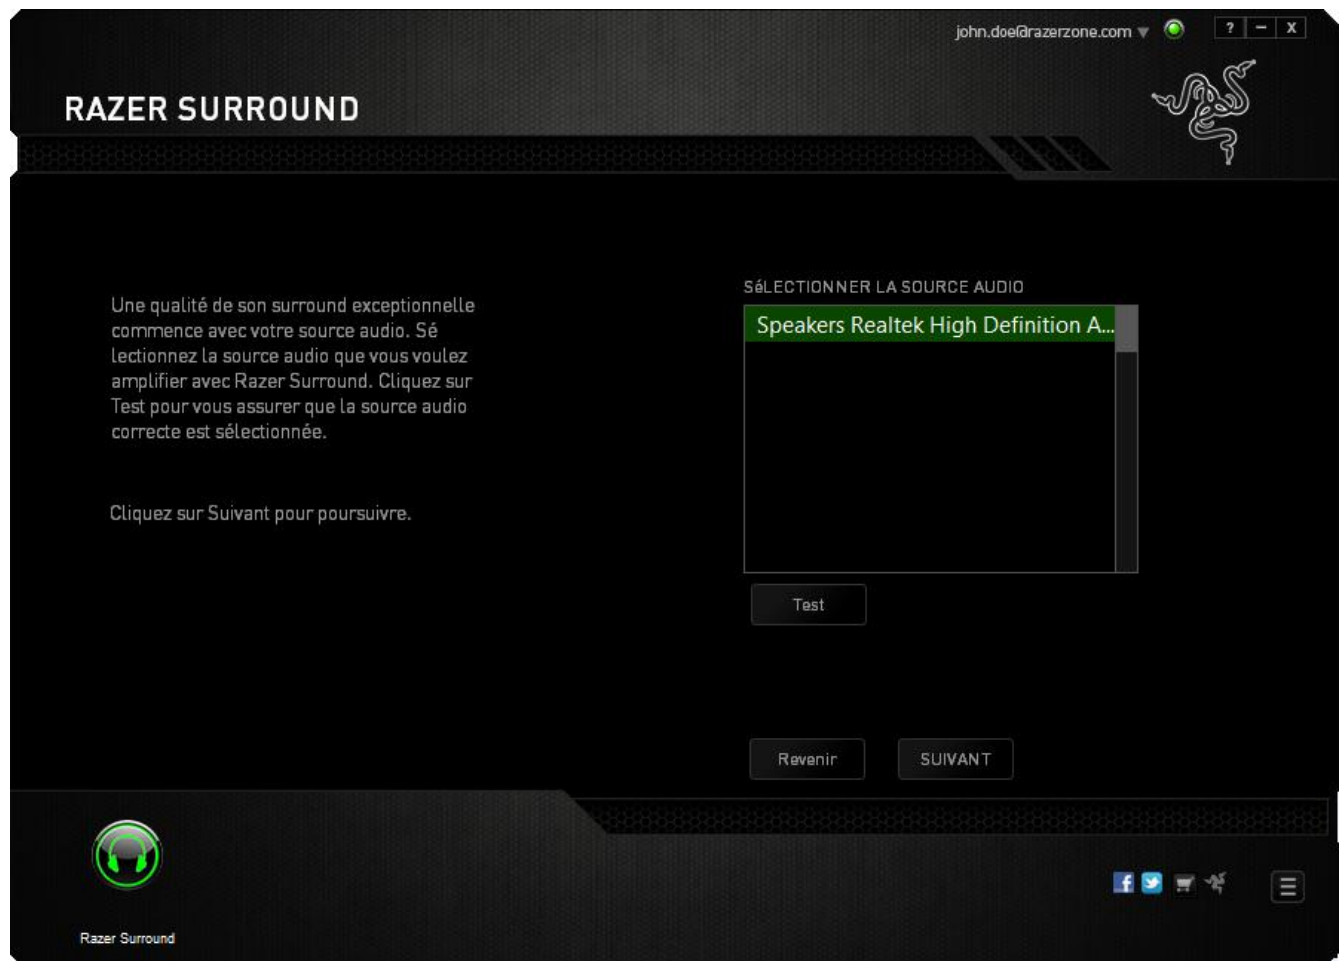 john.doe@razerzone.com
? – X
RAZER SURROUND
Une qualité de son surround exceptionnelle
commence avec votre source audio. Sé
lectionnez la source audio que vous voulez
amplifier avec Razer Surround. Cliquez sur
Test pour vous assurer que la source audio
correcte est sélectionnée.
Cliquez sur Suivant pour poursuivre.
SéLECTIONNER LA SOURCE AUDIO
Speakers Realtek High Definition A...
Test
Revenir
SUIVANT
Razer Surround